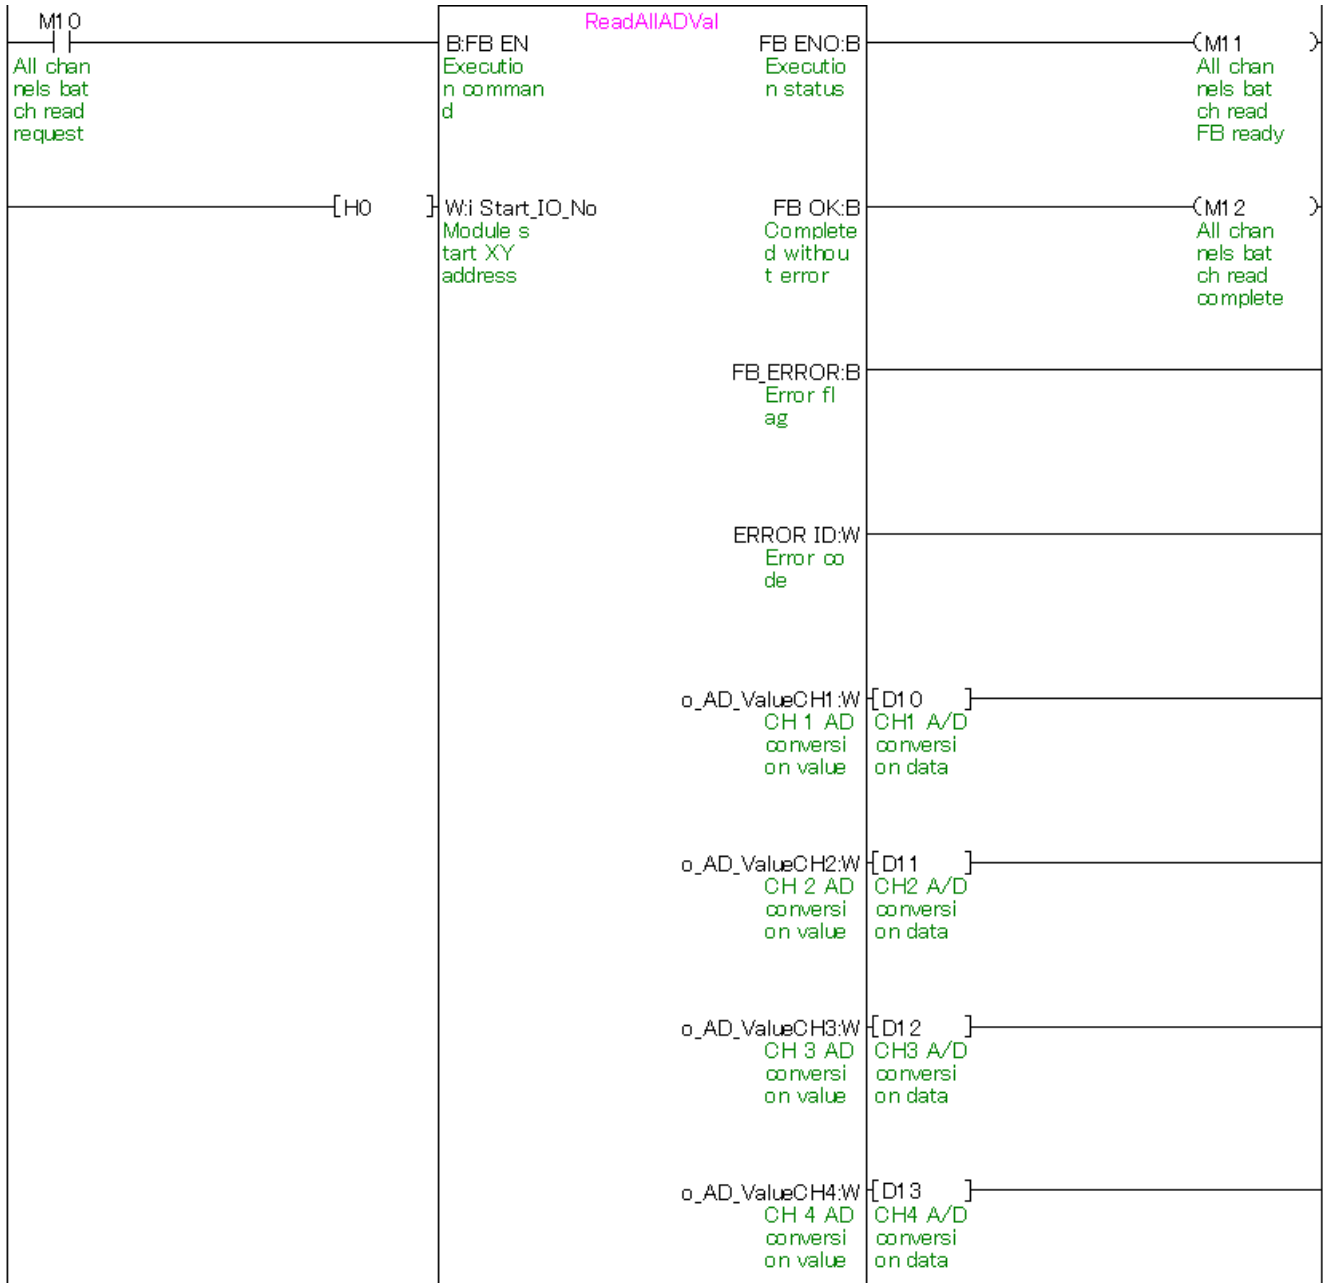 M10
ReadAllADVal
B:FB EN
FB ENO:B
M11
All chan
nels bat
ch read
request
Executio
n comman
d
Executio
n status
All chan
nels bat
ch read
FB ready
H0
W:i Start_IO_No
FB OK:B
M12
Module s
tart XY
address
Complete
d withou
t error
All chan
nels bat
ch read
complete
FB_ERROR:B
Error fl
ag
ERROR ID:W
Error co
de
o_AD_ValueCH1:W
D10
CH 1 AD
conversi
on value
CH1 A/D
conversi
on data
o_AD_ValueCH2:W
D11
CH 2 AD
conversi
on value
CH2 A/D
conversi
on data
o_AD_ValueCH3:W
D12
CH 3 AD
conversi
on value
CH3 A/D
conversi
on data
o_AD_ValueCH4:W
D13
CH 4 AD
conversi
on value
CH4 A/D
conversi
on data